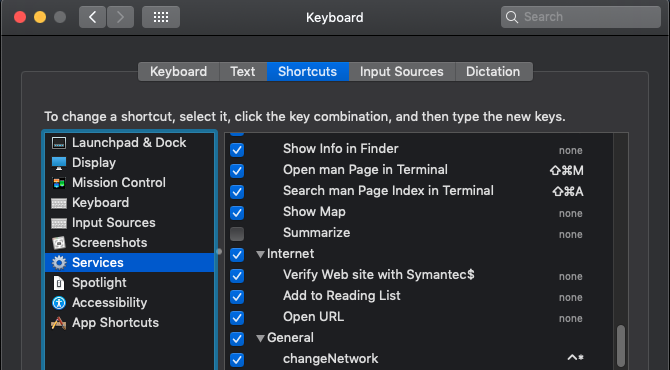 Keyboard
Search
Keyboard Text Shortcuts Input Sources Dictation
To change a shortcut, select it, click the key combination, and then type the new keys.
Launchpad & Dock
Display
Mission Control
Keyboard
Input Sources
Screenshots
Services
Spotlight
Accessibility
App Shortcuts
Show Info in Finder none
Open man Page in Terminal ⇧⌘M
Search man Page Index in Terminal ⇧⌘A
Show Map none
Summarize none
Internet
Verify Web site with Symantec$ none
Add to Reading List none
Open URL none
General
changeNetwork ^*